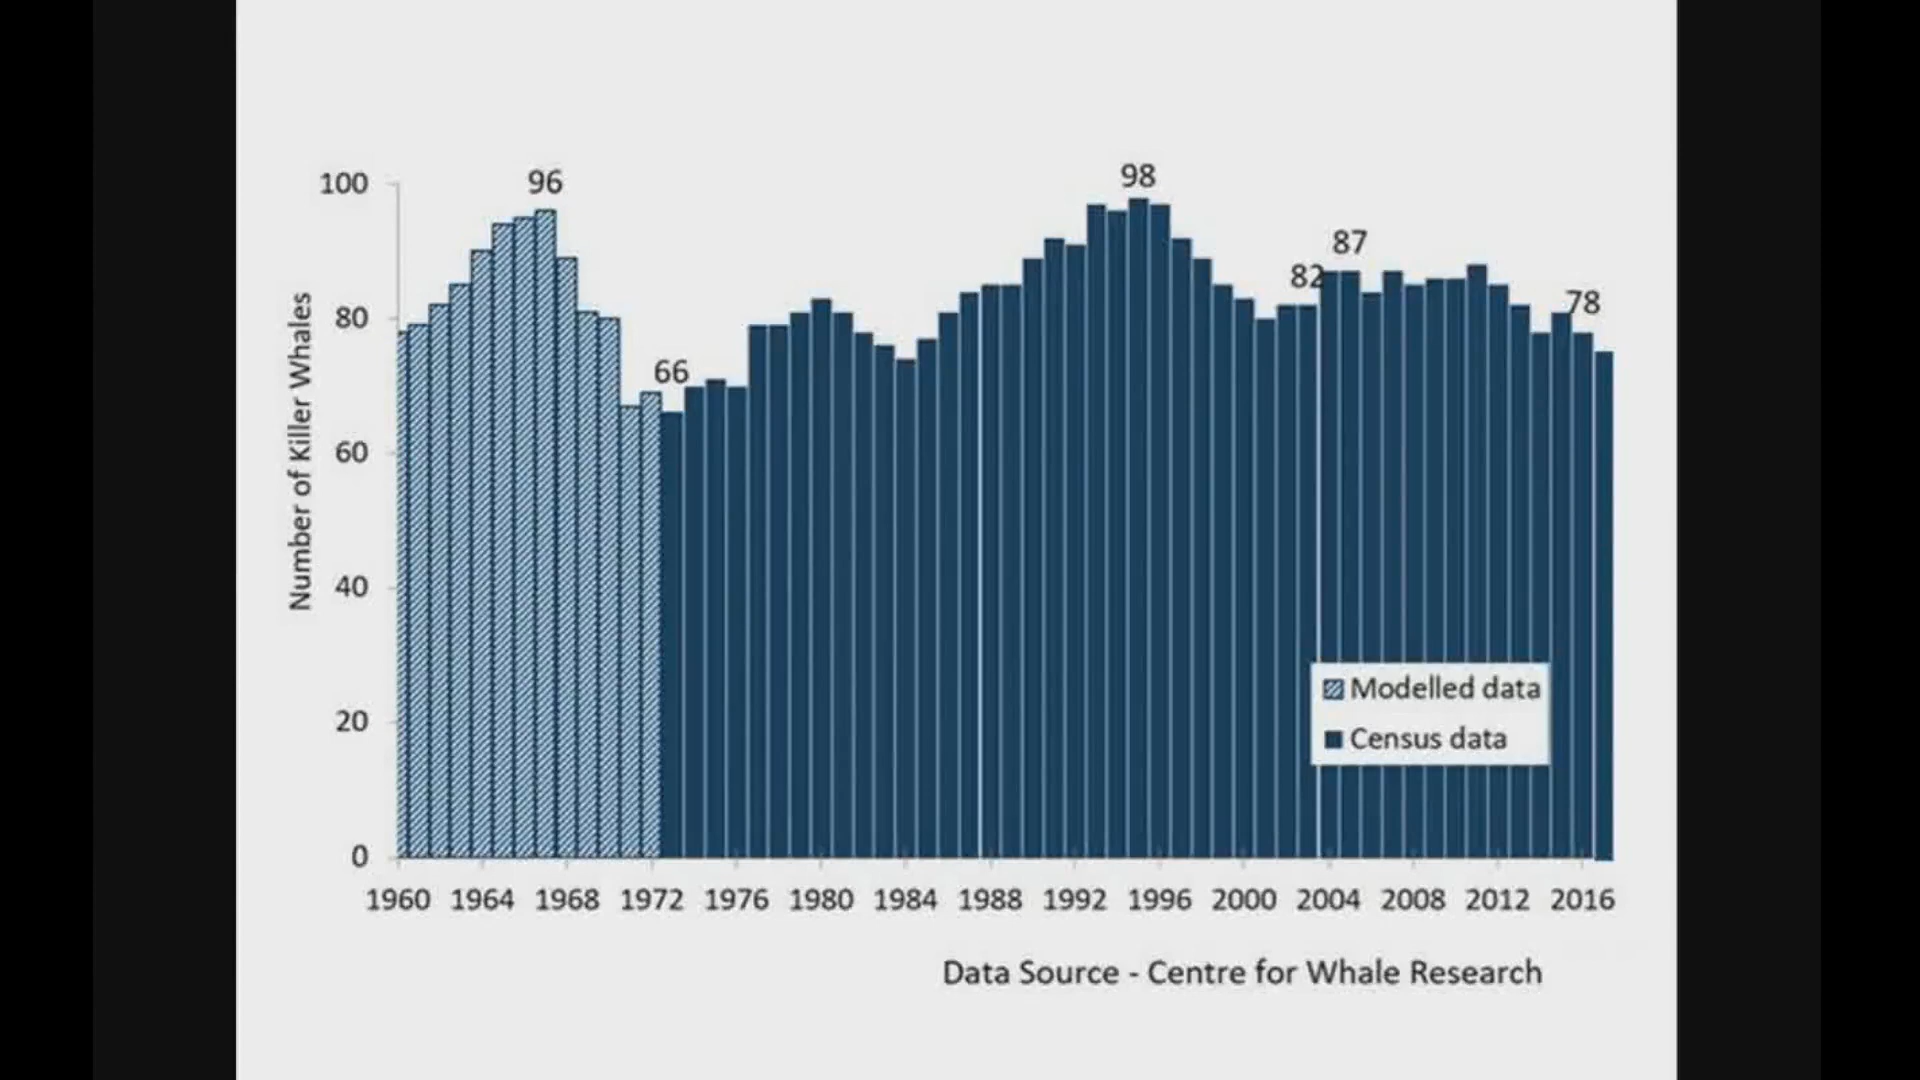 96
98
87
82
78
66
100
80
60
40
20
0
Number of Killer Whales
Modelled data
Census data
1960 1964 1968 1972 1976 1980 1984 1988 1992 1996 2000 2004 2008 2012 2016
Data Source - Centre for Whale Research